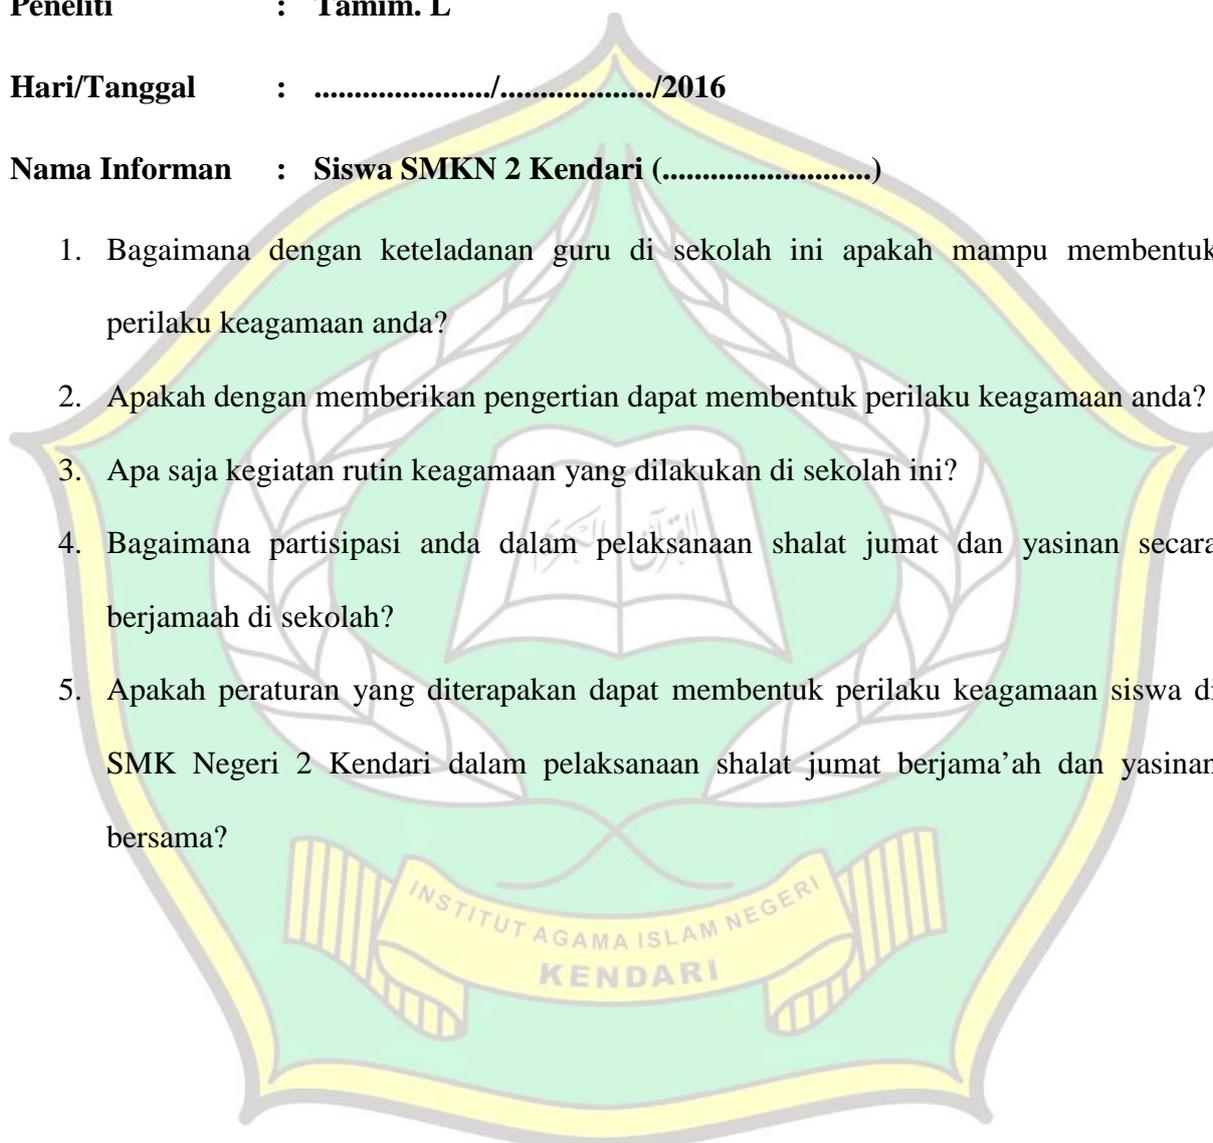 Peneliti : Tamim. L
Hari/Tanggal : ....................../.................../2016
Nama Informan : Siswa SMKN 2 Kendari (..........................)
1. Bagaimana dengan keteladanan guru di sekolah ini apakah mampu membentuk
perilaku keagamaan anda?
2. Apakah dengan memberikan pengertian dapat membentuk perilaku keagamaan anda?
3. Apa saja kegiatan rutin keagamaan yang dilakukan di sekolah ini?
4. Bagaimana partisipasi anda dalam pelaksanaan shalat jumat dan yasinan secara
berjamaah di sekolah?
5. Apakah peraturan yang diterapakan dapat membentuk perilaku keagamaan siswa di
SMK Negeri 2 Kendari dalam pelaksanaan shalat jumat berjama’ah dan yasinan
bersama?
القرآن الكريم
INSTITUT AGAMA ISLAM NEGERI
KENDARI